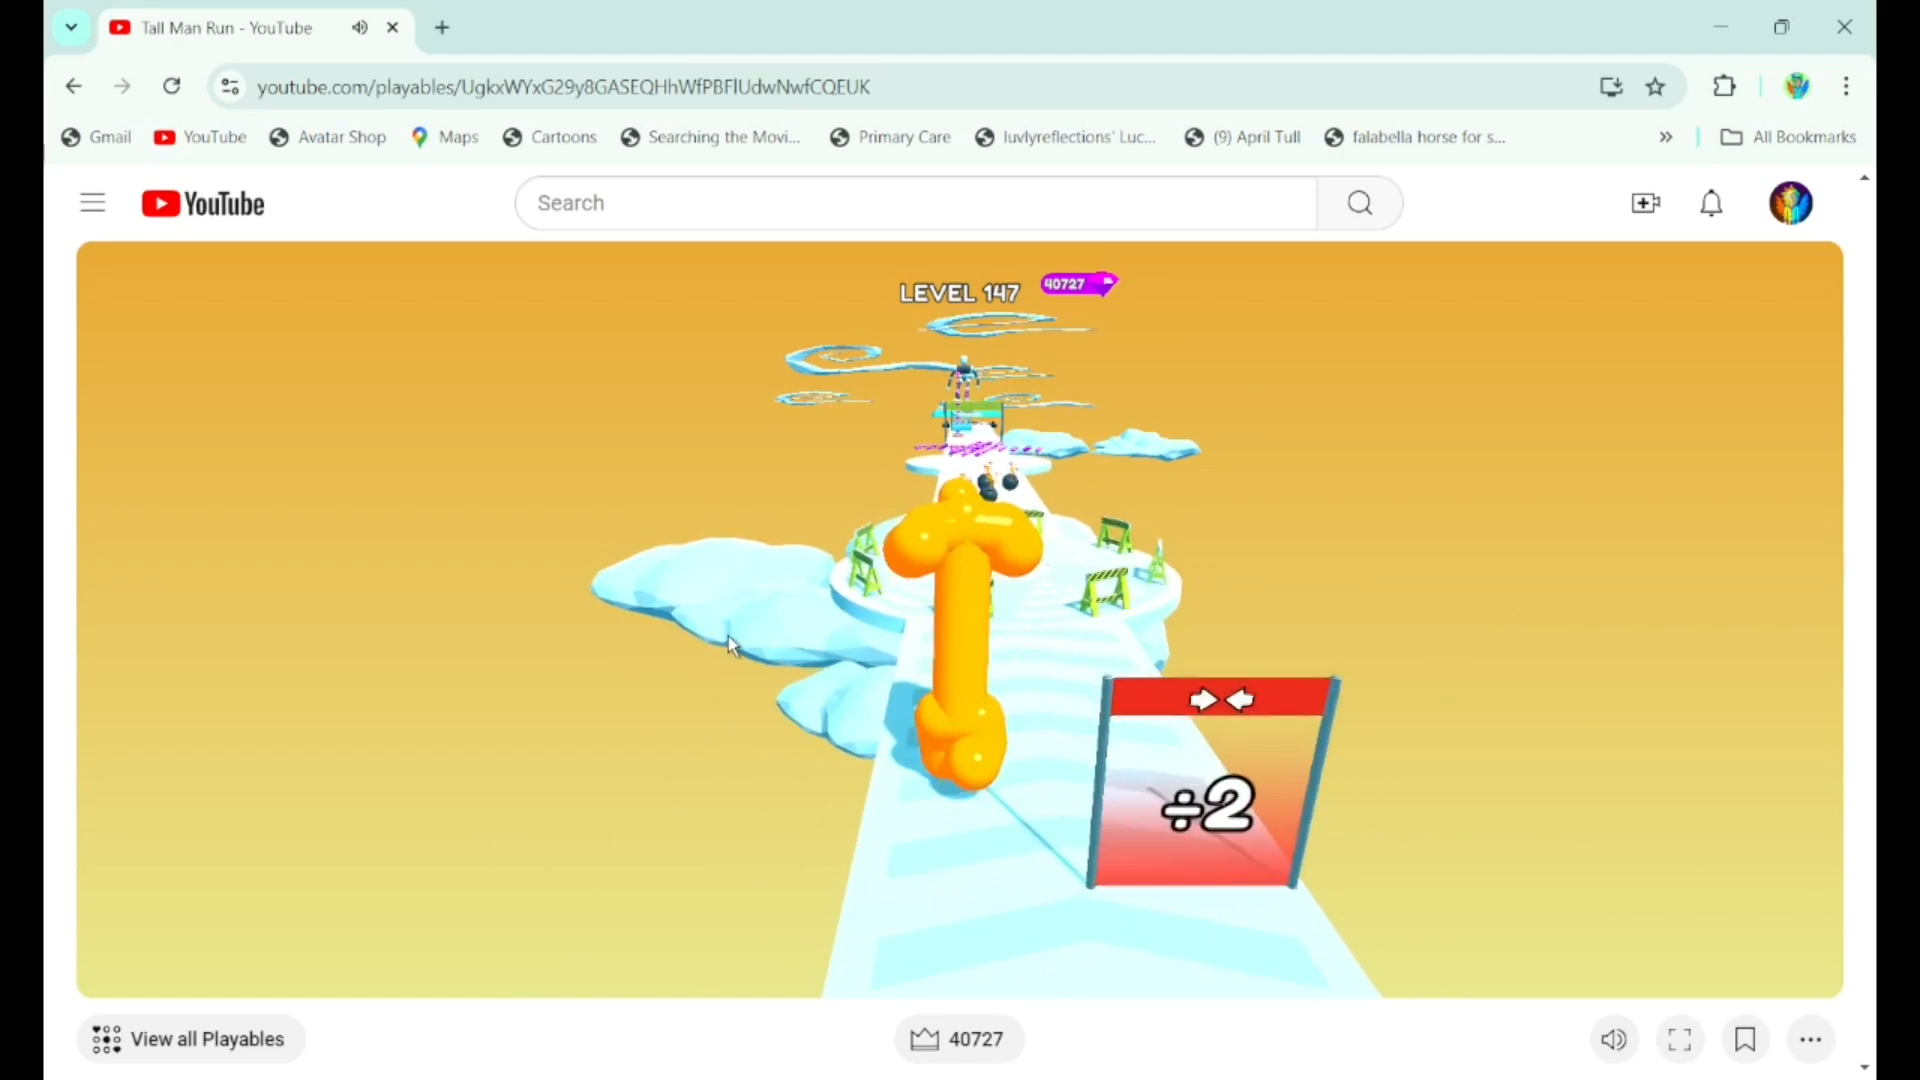 Tall Man Run - YouTube
youtube.com/playables/UgkxWYxG29y8GASEQHhWfPBFlUdwNwfCQEUK
Gmail YouTube Avatar Shop Maps Cartoons Searching the Movi... Primary Care luvlyreflections' Luc... (9) April Tull falabella horse for s... » All Bookmarks
YouTube
Search
LEVEL 147 40727
÷2
View all Playables
40727